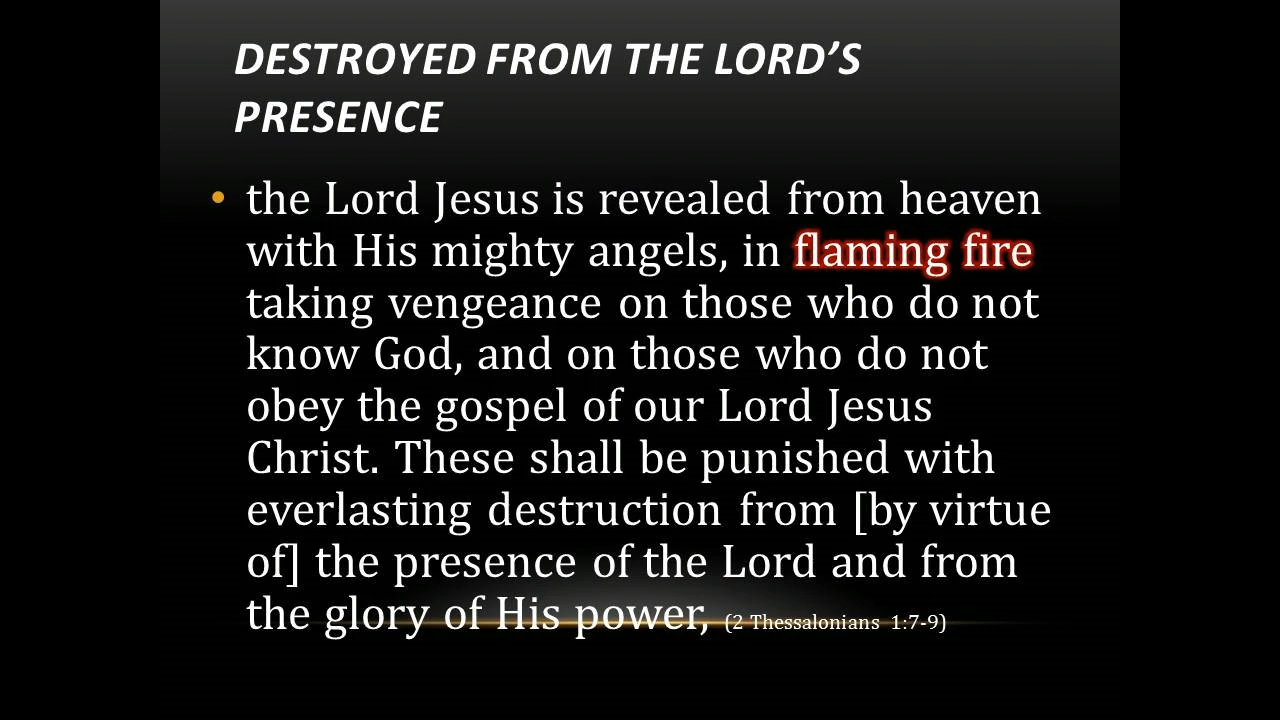 DESTROYED FROM THE LORD’S
PRESENCE
• the Lord Jesus is revealed from heaven
with His mighty angels, in flaming fire
taking vengeance on those who do not
know God, and on those who do not
obey the gospel of our Lord Jesus
Christ. These shall be punished with
everlasting destruction from [by virtue
of] the presence of the Lord and from
the glory of His power, (2 Thessalonians 1:7-9)